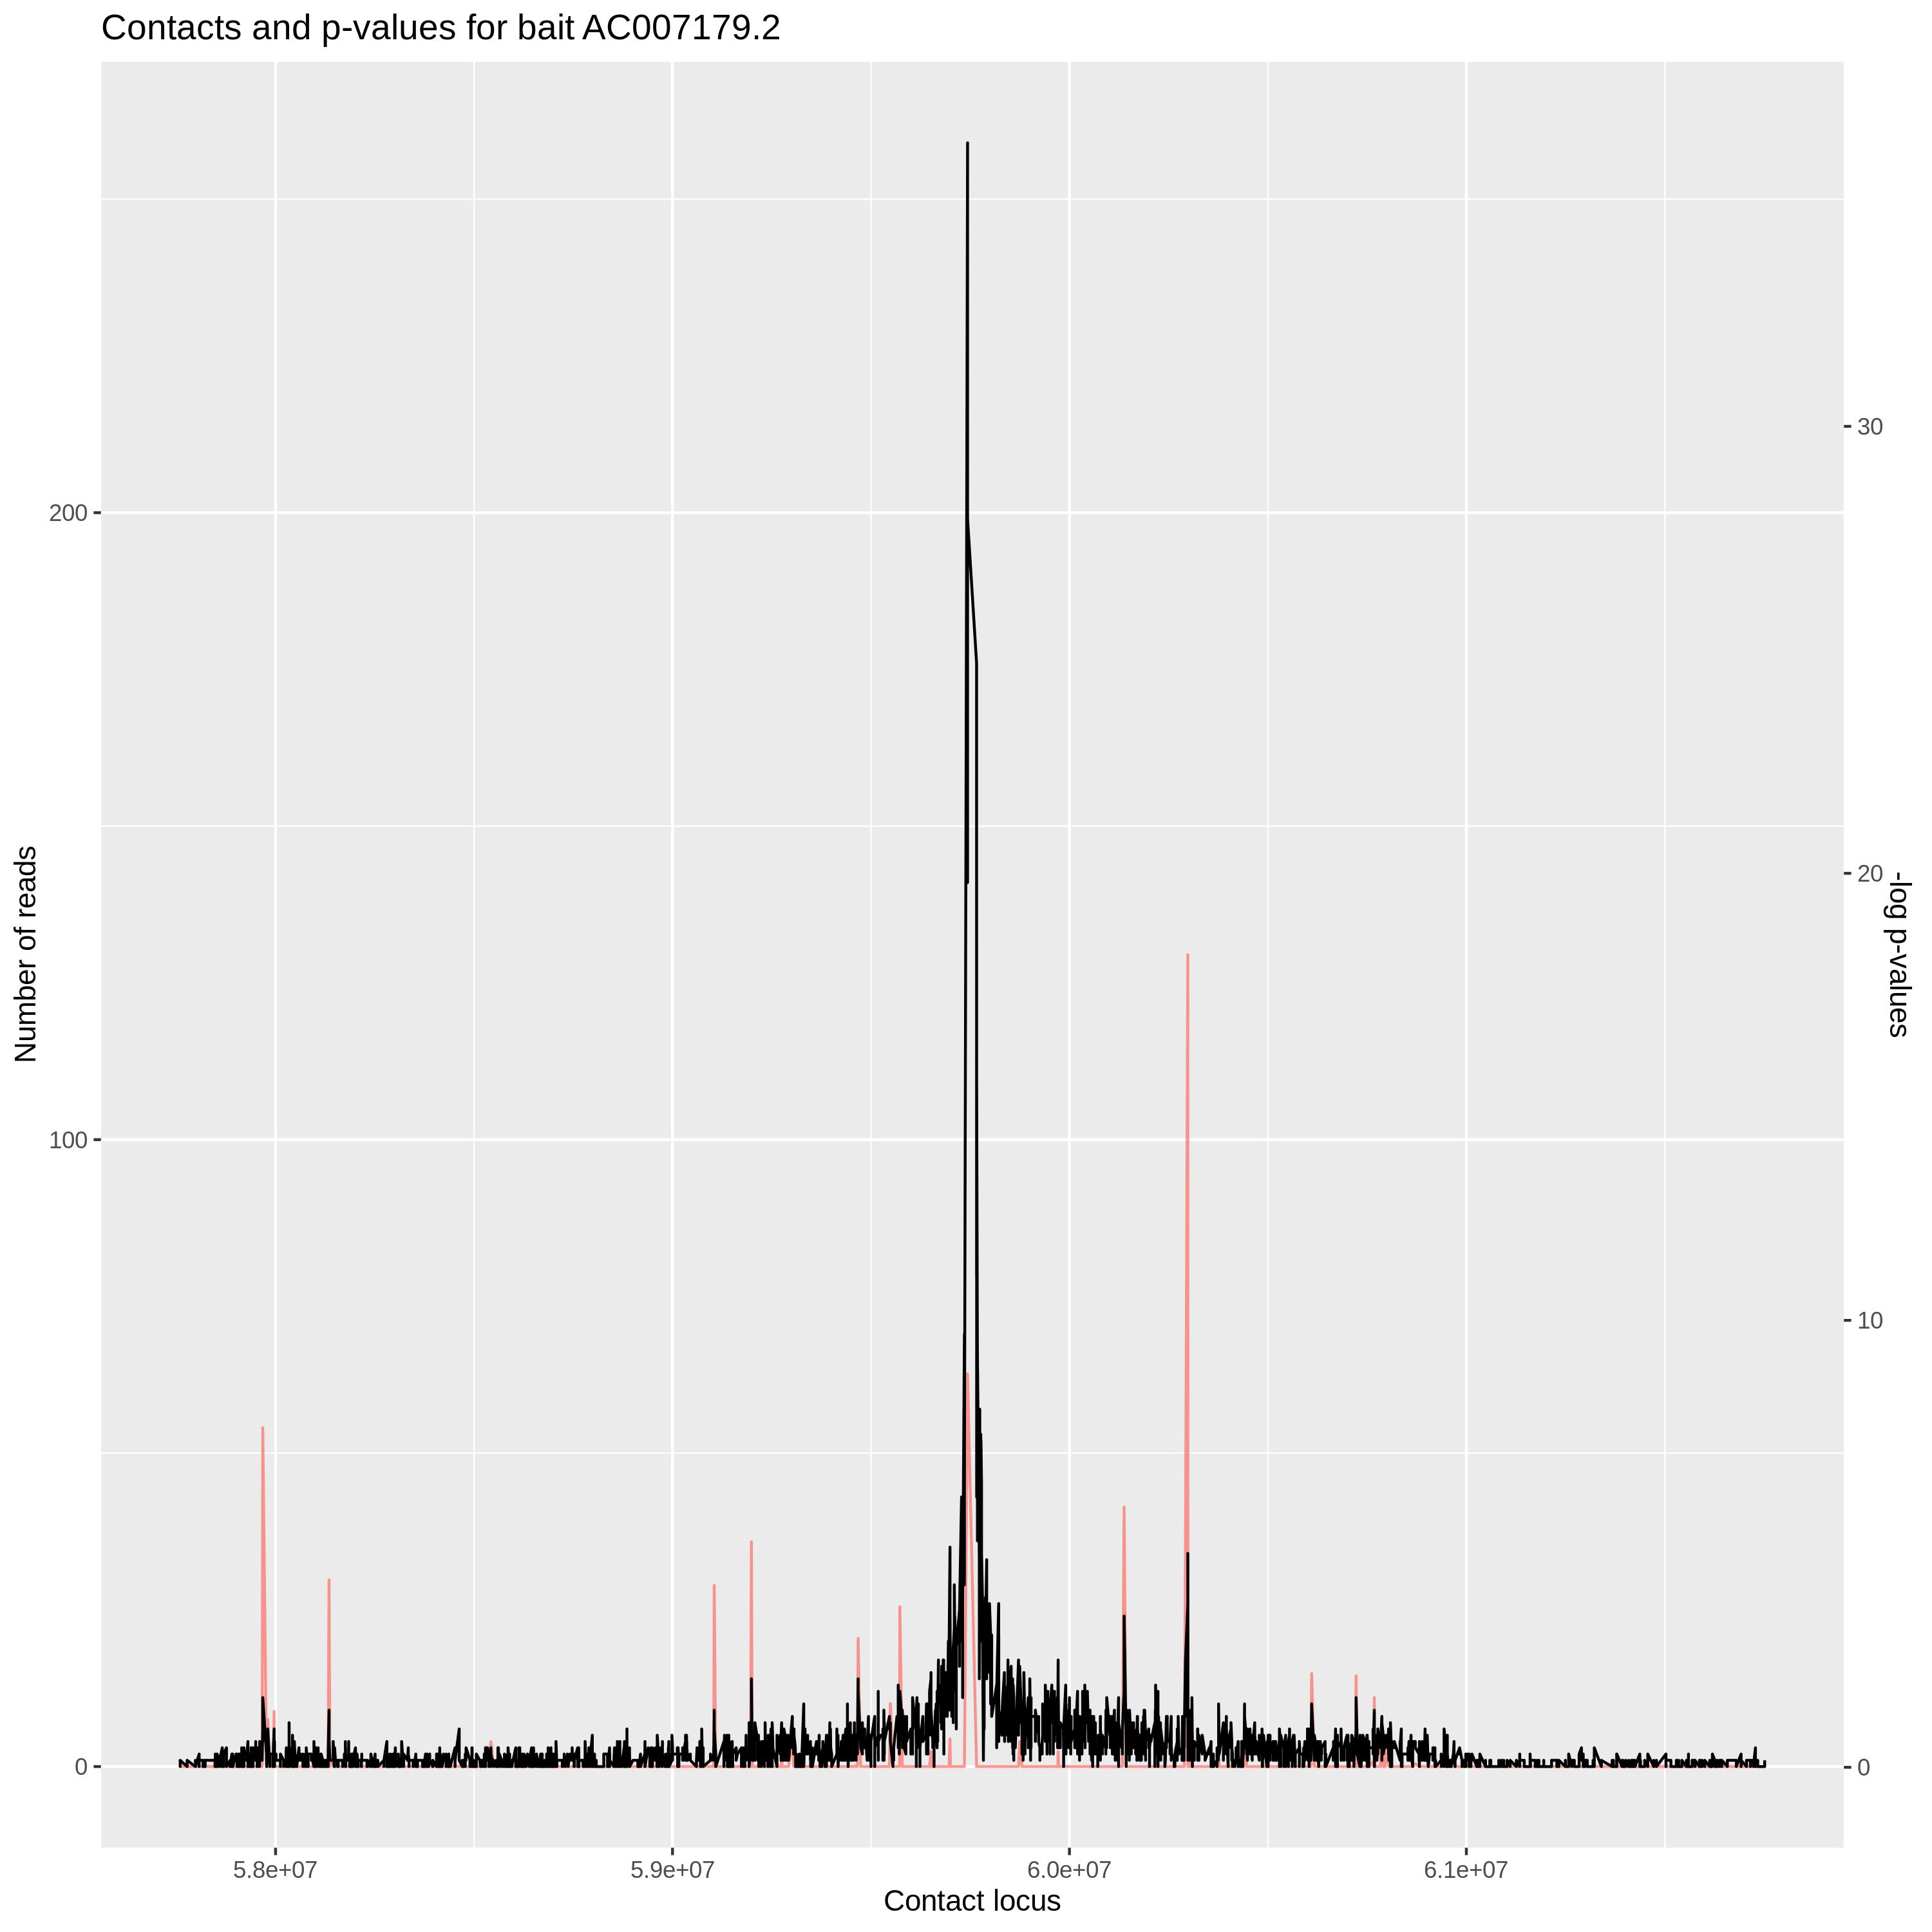 Contacts and p-values for bait AC007179.2
Number of reads
200
100
0
30
20
10
0
-log p-values
5.8e+07
5.9e+07
6.0e+07
6.1e+07
Contact locus